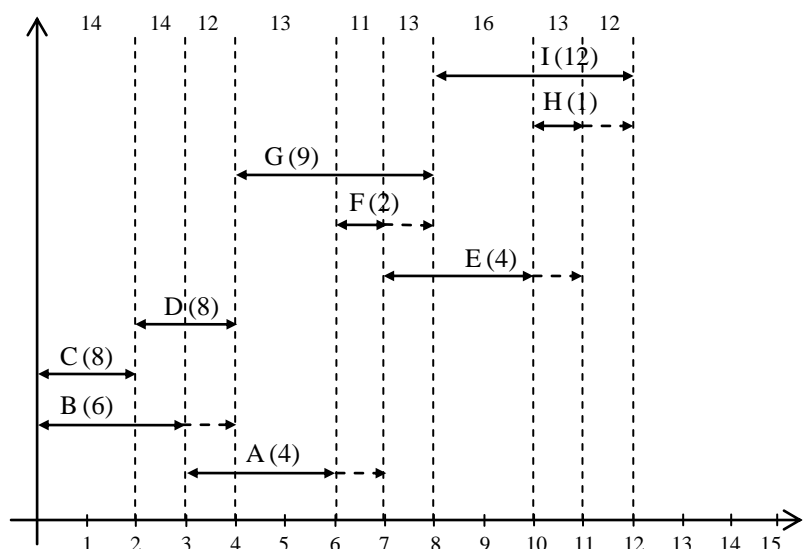 14 14 12 13 11 13 16 13 12
I (12)
H (1)
G (9)
F (2)
E (4)
D (8)
C (8)
B (6)
A (4)
1 2 3 4 5 6 7 8 9 10 11 12 13 14 15